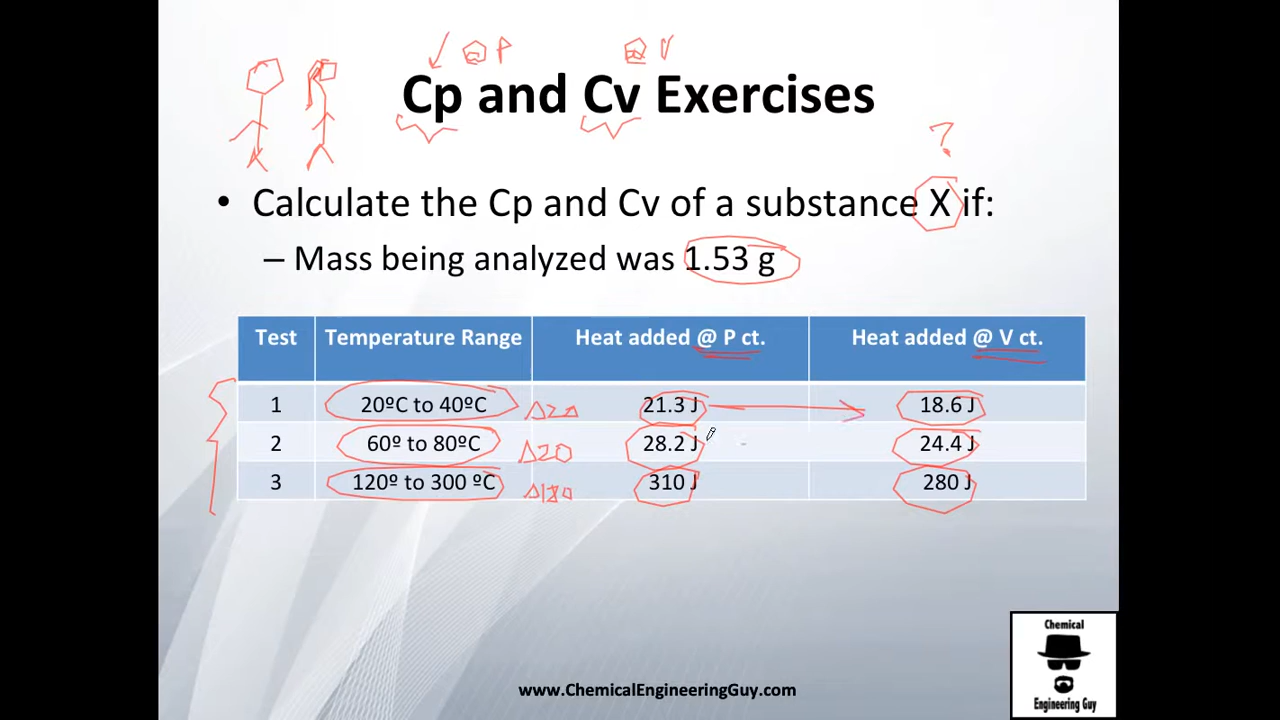 @ P @ V
Cp and Cv Exercises
?
• Calculate the Cp and Cv of a substance X if:
– Mass being analyzed was 1.53 g
Test Temperature Range Heat added @ P ct. Heat added @ V ct.
1 20ºC to 40ºC Δ20 21.3 J 18.6 J
2 60º to 80ºC Δ20 28.2 J 24.4 J
3 120º to 300 ºC Δ180 310 J 280 J
Chemical
Engineering Guy
www.ChemicalEngineeringGuy.com